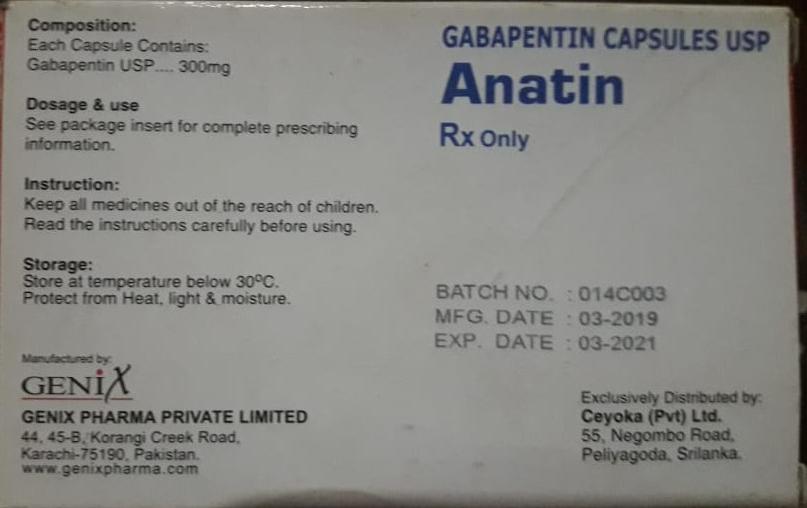 Composition:
Each Capsule Contains:
Gabapentin USP.... 300mg
Dosage & use
See package insert for complete prescribing
information.
Instruction:
Keep all medicines out of the reach of children.
Read the instructions carefully before using.
Storage:
Store at temperature below 30ºC.
Protect from Heat, light & moisture.
Manufactured by:
GENiX
GENIX PHARMA PRIVATE LIMITED
44, 45-B, Korangi Creek Road,
Karachi-75190, Pakistan.
www.genixpharma.com
GABAPENTIN CAPSULES USP
Anatin
Rx Only
BATCH NO. : 014C003
MFG. DATE : 03-2019
EXP. DATE : 03-2021
Exclusively Distributed by:
Ceyoka (Pvt) Ltd.
55, Negombo Road,
Peliyagoda, Srilanka.